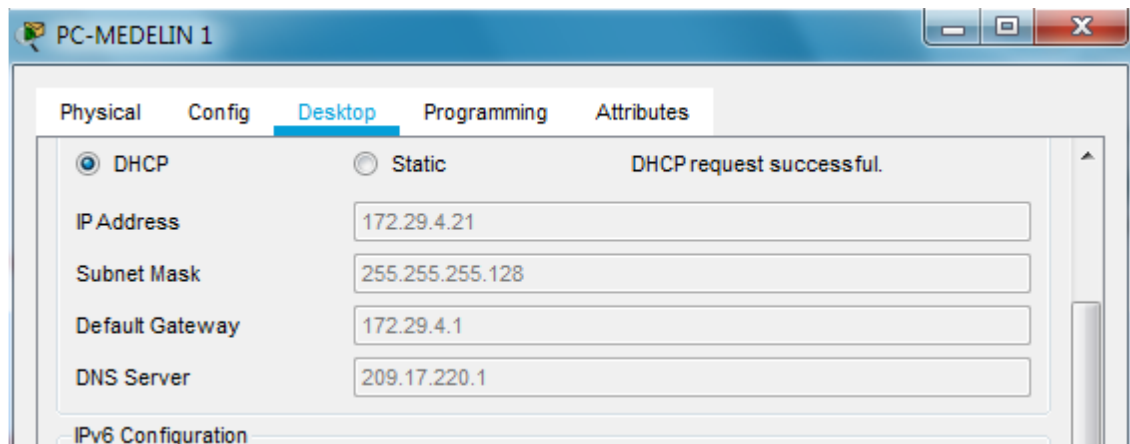 PC-MEDELIN 1
Physical Config Desktop Programming Attributes
DHCP Static DHCP request successful.
IP Address 172.29.4.21
Subnet Mask 255.255.255.128
Default Gateway 172.29.4.1
DNS Server 209.17.220.1
IPv6 Configuration